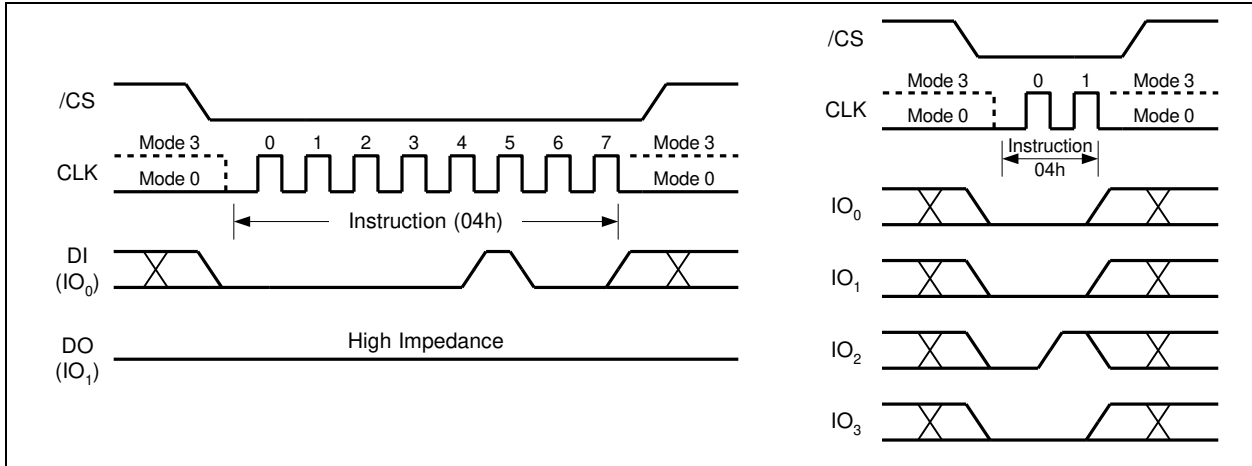 /CS
Mode 3 0 1 2 3 4 5 6 7 Mode 3
CLK
Mode 0 Mode 0
Instruction (04h)
DI
(IO₀)
High Impedance
DO
(IO₁)
/CS
Mode 3 0 1 Mode 3
CLK
Mode 0 Mode 0
Instruction
04h
IO₀
IO₁
IO₂
IO₃